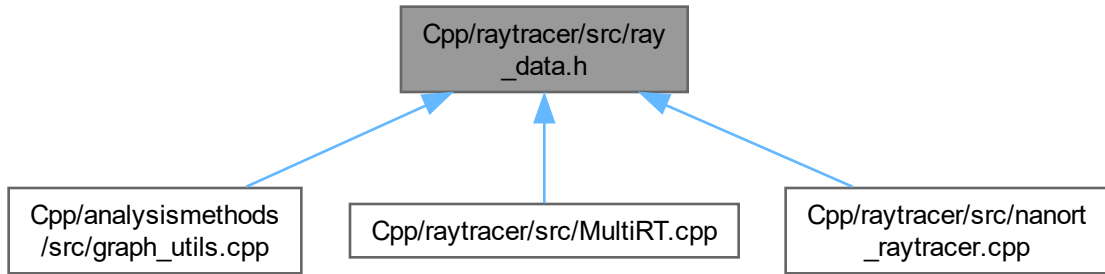 Cpp/raytracer/src/ray
_data.h
Cpp/analysismethods
/src/graph_utils.cpp
Cpp/raytracer/src/MultiRT.cpp
Cpp/raytracer/src/nanort
_raytracer.cpp